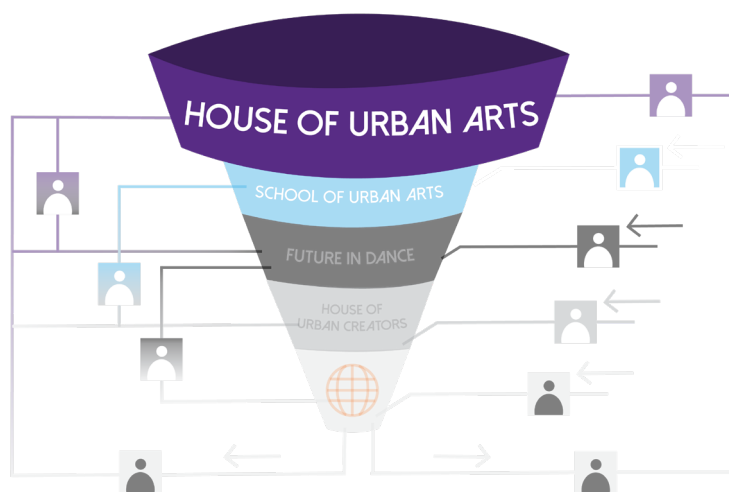 HOUSE OF URBAN ARTS
SCHOOL OF URBAN ARTS
FUTURE IN DANCE
HOUSE OF
URBAN CREATORS